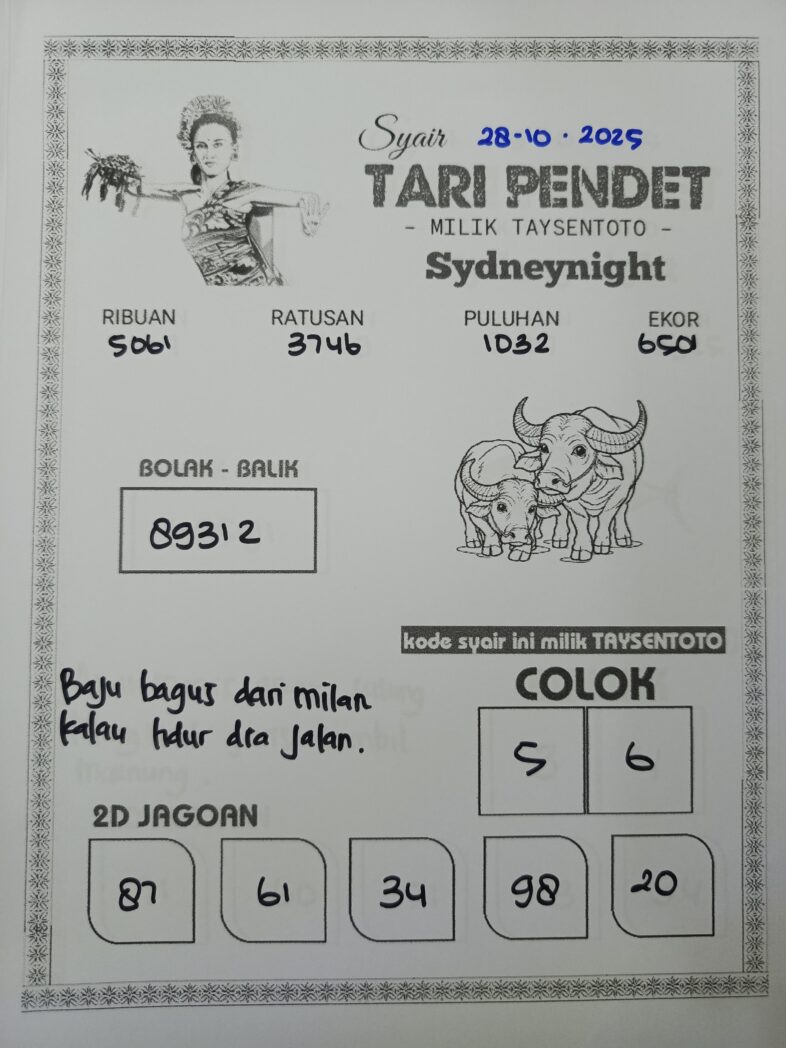 Syair 28-10-2025
TARI PENDET
- MILIK TAYSENTOTO -
Sydneynight
RIBUAN RATUSAN PULUHAN EKOR
5061 3746 1032 6501
BOLAK - BALIK
89312
kode syair ini milik TAYSENTOTO
COLOK
5 6
Baju bagus dari milan
kalau tidur dia jalan.
2D JAGOAN
87 61 34 98 20